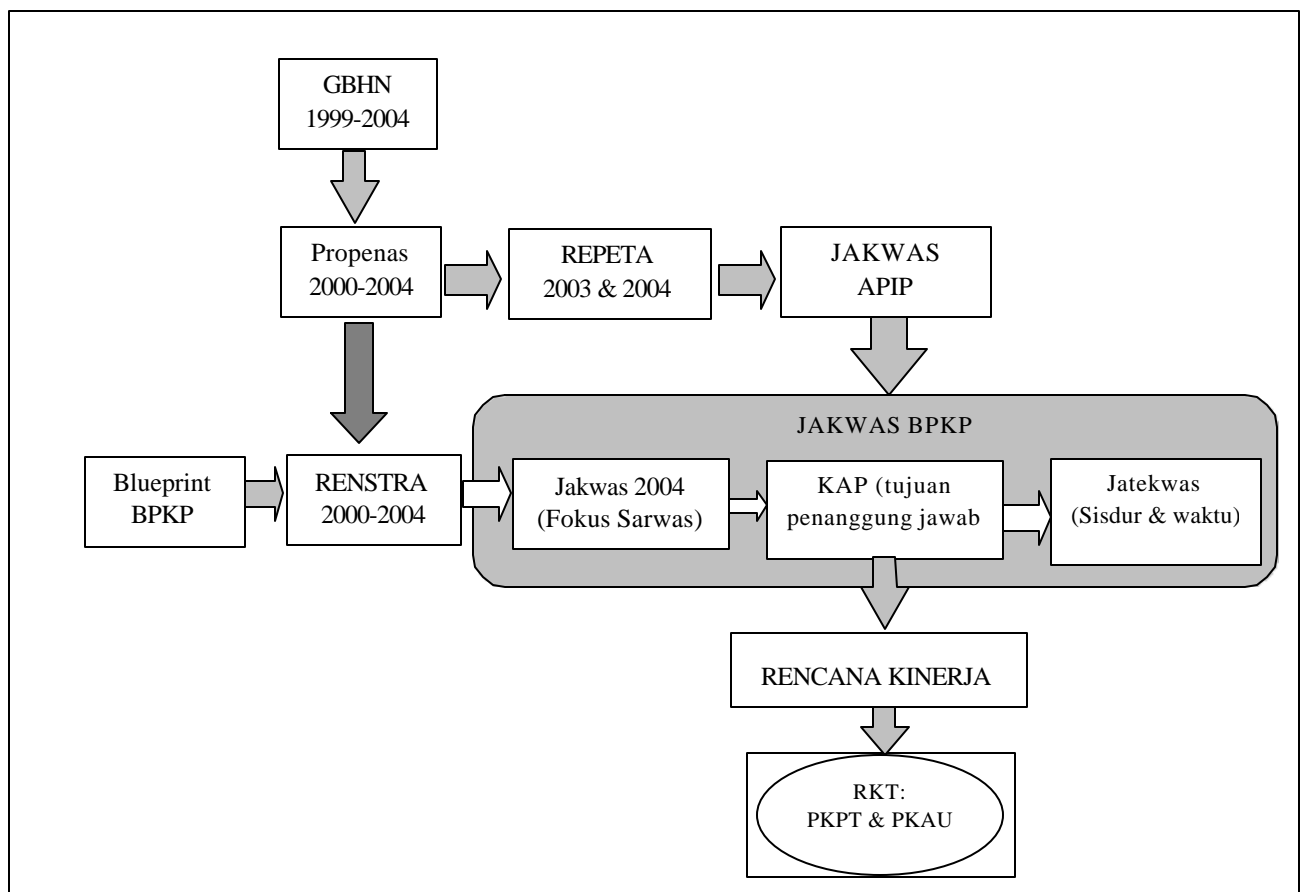 GBHN
1999-2004
Propenas
2000-2004
REPETA
2003 & 2004
JAKWAS
APIP
JAKWAS BPKP
Blueprint
BPKP
RENSTRA
2000-2004
Jakwas 2004
(Fokus Sarwas)
KAP (tujuan
penanggung jawab
Jatekwas
(Sisdur & waktu)
RENCANA KINERJA
RKT:
PKPT & PKAU